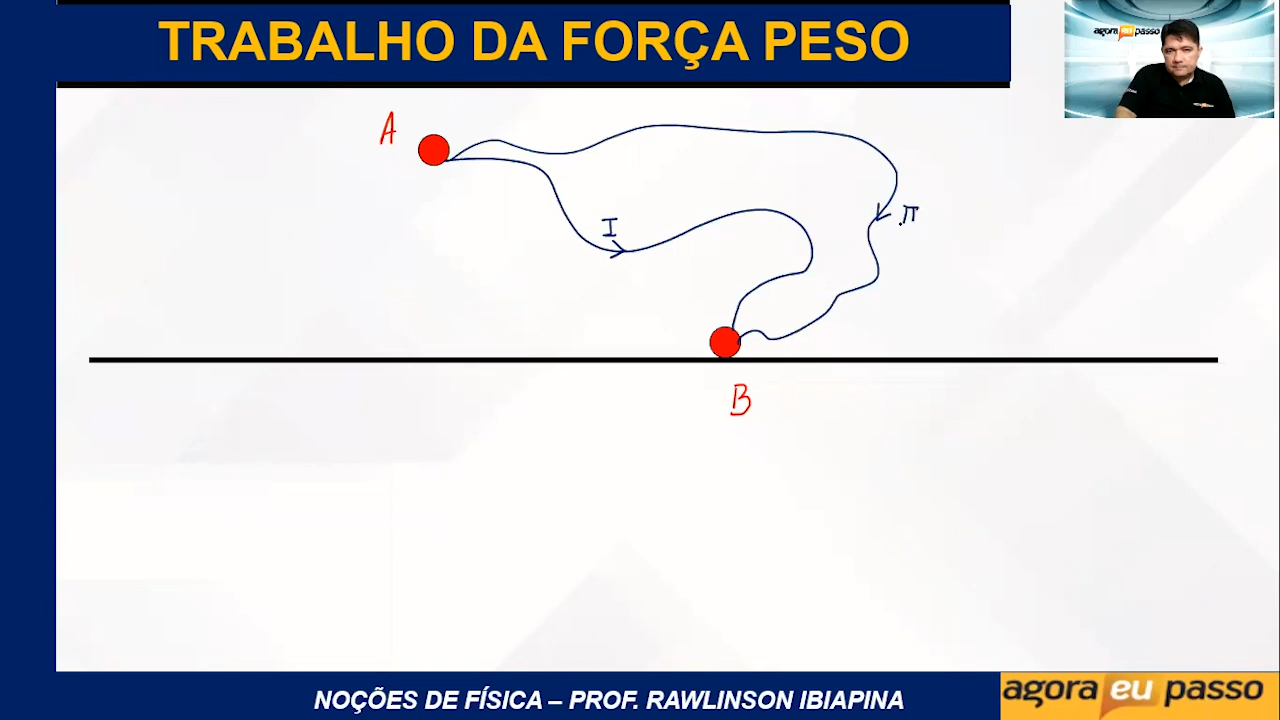 TRABALHO DA FORÇA PESO
agora eu passo
A
I
II
B
NOÇÕES DE FÍSICA – PROF. RAWLINSON IBIAPINA
agora eu passo